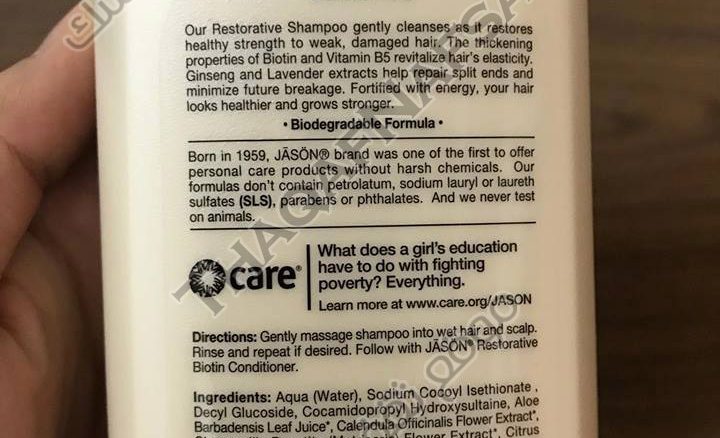 Our Restorative Shampoo gently cleanses as it restores
healthy strength to weak, damaged hair. The thickening
properties of Biotin and Vitamin B5 revitalize hair's elasticity.
Ginseng and Lavender extracts help repair split ends and
minimize future breakage. Fortified with energy, your hair
looks healthier and grows stronger.
• Biodegradable Formula •
Born in 1959, JĀSÖN® brand was one of the first to offer
personal care products without harsh chemicals. Our
formulas don't contain petrolatum, sodium lauryl or laureth
sulfates (SLS), parabens or phthalates. And we never test
on animals.
care®
What does a girl's education
have to do with fighting
poverty? Everything.
Learn more at www.care.org/JASON
Directions: Gently massage shampoo into wet hair and scalp.
Rinse and repeat if desired. Follow with JĀSÖN® Restorative
Biotin Conditioner.
Ingredients: Aqua (Water), Sodium Cocoyl Isethionate,
Decyl Glucoside, Cocamidopropyl Hydroxysultaine, Aloe
Barbadensis Leaf Juice*, Calendula Officinalis Flower Extract*,
Flower Extract*, Citrus